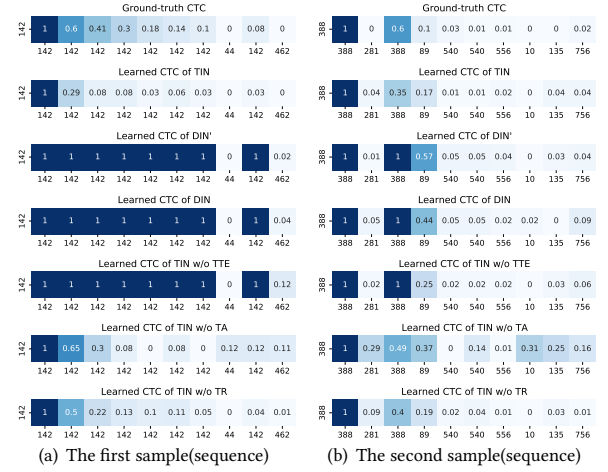 Ground-truth CTC
142 1 0.6 0.41 0.3 0.18 0.14 0.1 0 0.08 0
142 142 142 142 142 142 142 44 142 462
Learned CTC of TIN
142 1 0.29 0.08 0.08 0.03 0.06 0.03 0 0.03 0
142 142 142 142 142 142 142 44 142 462
Learned CTC of DIN'
142 1 1 1 1 1 1 1 0 1 0.02
142 142 142 142 142 142 142 44 142 462
Learned CTC of DIN
142 1 1 1 1 1 1 1 0 1 0.04
142 142 142 142 142 142 142 44 142 462
Learned CTC of TIN w/o TTE
142 1 1 1 1 1 1 1 0 1 0.12
142 142 142 142 142 142 142 44 142 462
Learned CTC of TIN w/o TA
142 1 0.65 0.3 0.08 0 0.08 0 0.12 0.12 0.11
142 142 142 142 142 142 142 44 142 462
Learned CTC of TIN w/o TR
142 1 0.5 0.22 0.13 0.1 0.11 0.05 0 0.04 0.01
142 142 142 142 142 142 142 44 142 462
(a) The first sample(sequence)
Ground-truth CTC
388 1 0 0.6 0.1 0.03 0.01 0 0 0 0.02
388 281 388 89 540 540 556 10 135 756
Learned CTC of TIN
388 1 0.04 0.35 0.17 0.01 0.01 0.02 0 0.04 0.04
388 281 388 89 540 540 556 10 135 756
Learned CTC of DIN'
388 1 0.01 1 0.57 0.05 0.05 0.04 0 0.03 0.04
388 281 388 89 540 540 556 10 135 756
Learned CTC of DIN
388 1 0.05 1 0.44 0.05 0.05 0.02 0.02 0 0.09
388 281 388 89 540 540 556 10 135 756
Learned CTC of TIN w/o TTE
388 1 0.02 1 0.25 0.02 0.02 0.02 0 0.03 0.06
388 281 388 89 540 540 556 10 135 756
Learned CTC of TIN w/o TA
388 1 0.29 0.49 0.37 0 0.14 0.01 0.31 0.25 0.16
388 281 388 89 540 540 556 10 135 756
Learned CTC of TIN w/o TR
388 1 0.09 0.4 0.19 0.02 0.04 0.01 0 0.03 0.01
388 281 388 89 540 540 556 10 135 756
(b) The second sample(sequence)